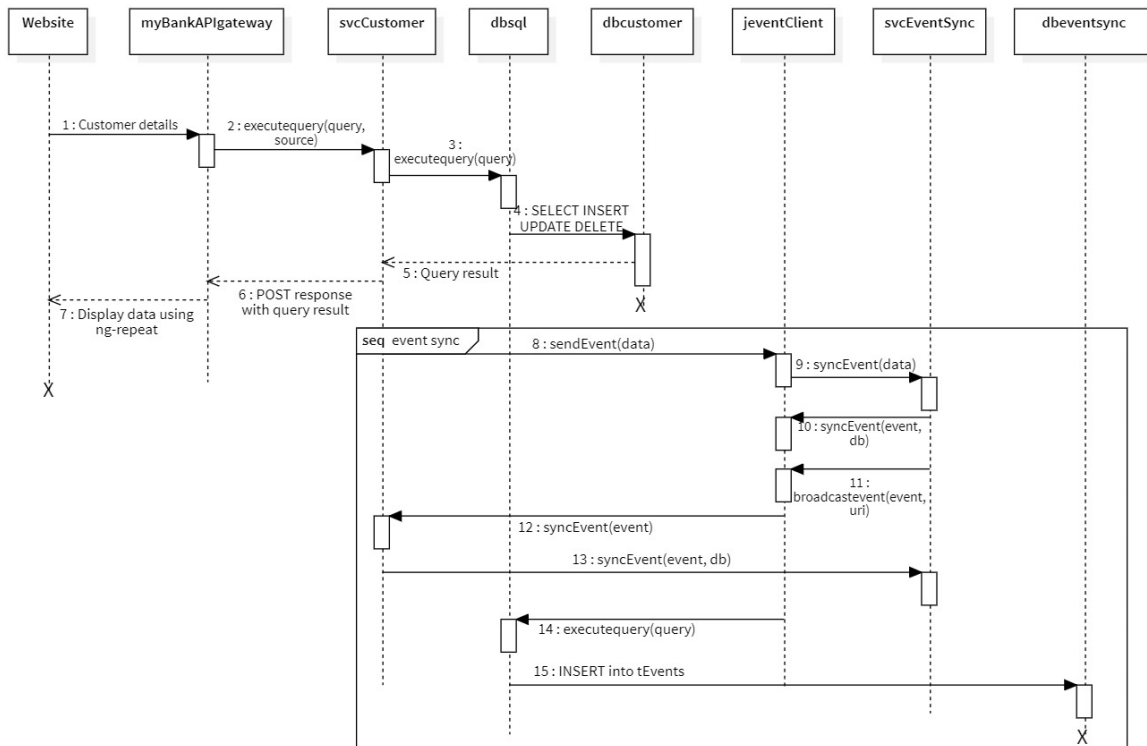 Website
myBankAPIgateway
svcCustomer
dbsql
dbcustomer
jeventClient
svcEventSync
dbeventsync
1 : Customer details
2 : executequery(query,
source)
3 :
executequery(query)
4 : SELECT INSERT
UPDATE DELETE
5 : Query result
6 : POST response
with query result
7 : Display data using
ng-repeat
X
X
seq event sync
8 : sendEvent(data)
9 : syncEvent(data)
10 : syncEvent(event,
db)
11 :
broadcastevent(event,
uri)
12 : syncEvent(event)
13 : syncEvent(event, db)
14 : executequery(query)
15 : INSERT into tEvents
X